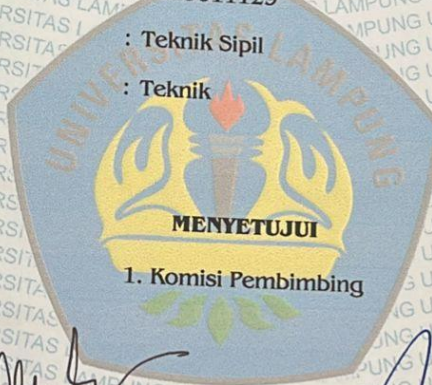 : Teknik Sipil
: Teknik
UNIVERSITAS LAMPUNG
MENYETUJUI
1. Komisi Pembimbing